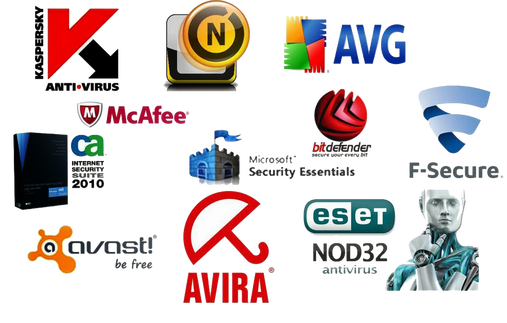 KASPERSKY
ANTI•VIRUS
N
AVG
McAfee®
bitdefender
secure your every bit
F-Secure.
ca
INTERNET
SECURITY
SUITE
2010
Microsoft®
Security Essentials
avast!®
be free
AVIRA®
eseT
NOD32
antivirus